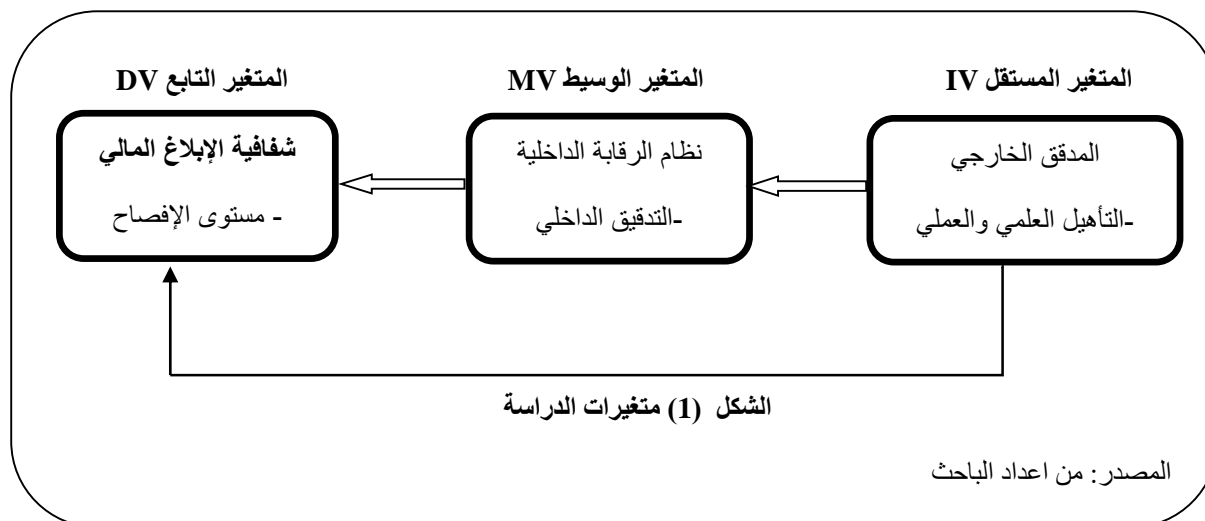 المتغير المستقل IV
المتغير الوسيط MV
المتغير التابع DV
المدقق الخارجي
-التأهيل العلمي والعملي
نظام الرقابة الداخلية
-التدقيق الداخلي
شفافية الإبلاغ المالي
- مستوى الإفصاح
الشكل (1) متغيرات الدراسة
المصدر: من اعداد الباحث